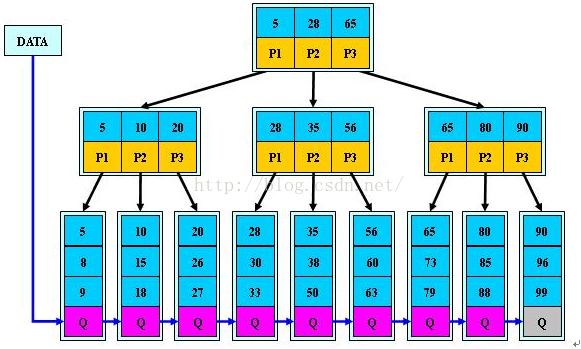 5 28 65
DATA
P1 P2 P3
5 10 20
28 35 56
65 80 90
P1 P2 P3
P1 P2 P3
P1 P2 P3
http://blog.csdn.net/
5 10 20 28 35 56 65 80 90
8 15 26 30 38 60 73 85 96
9 18 27 33 50 63 79 88 99
Q Q Q Q Q Q Q Q Q